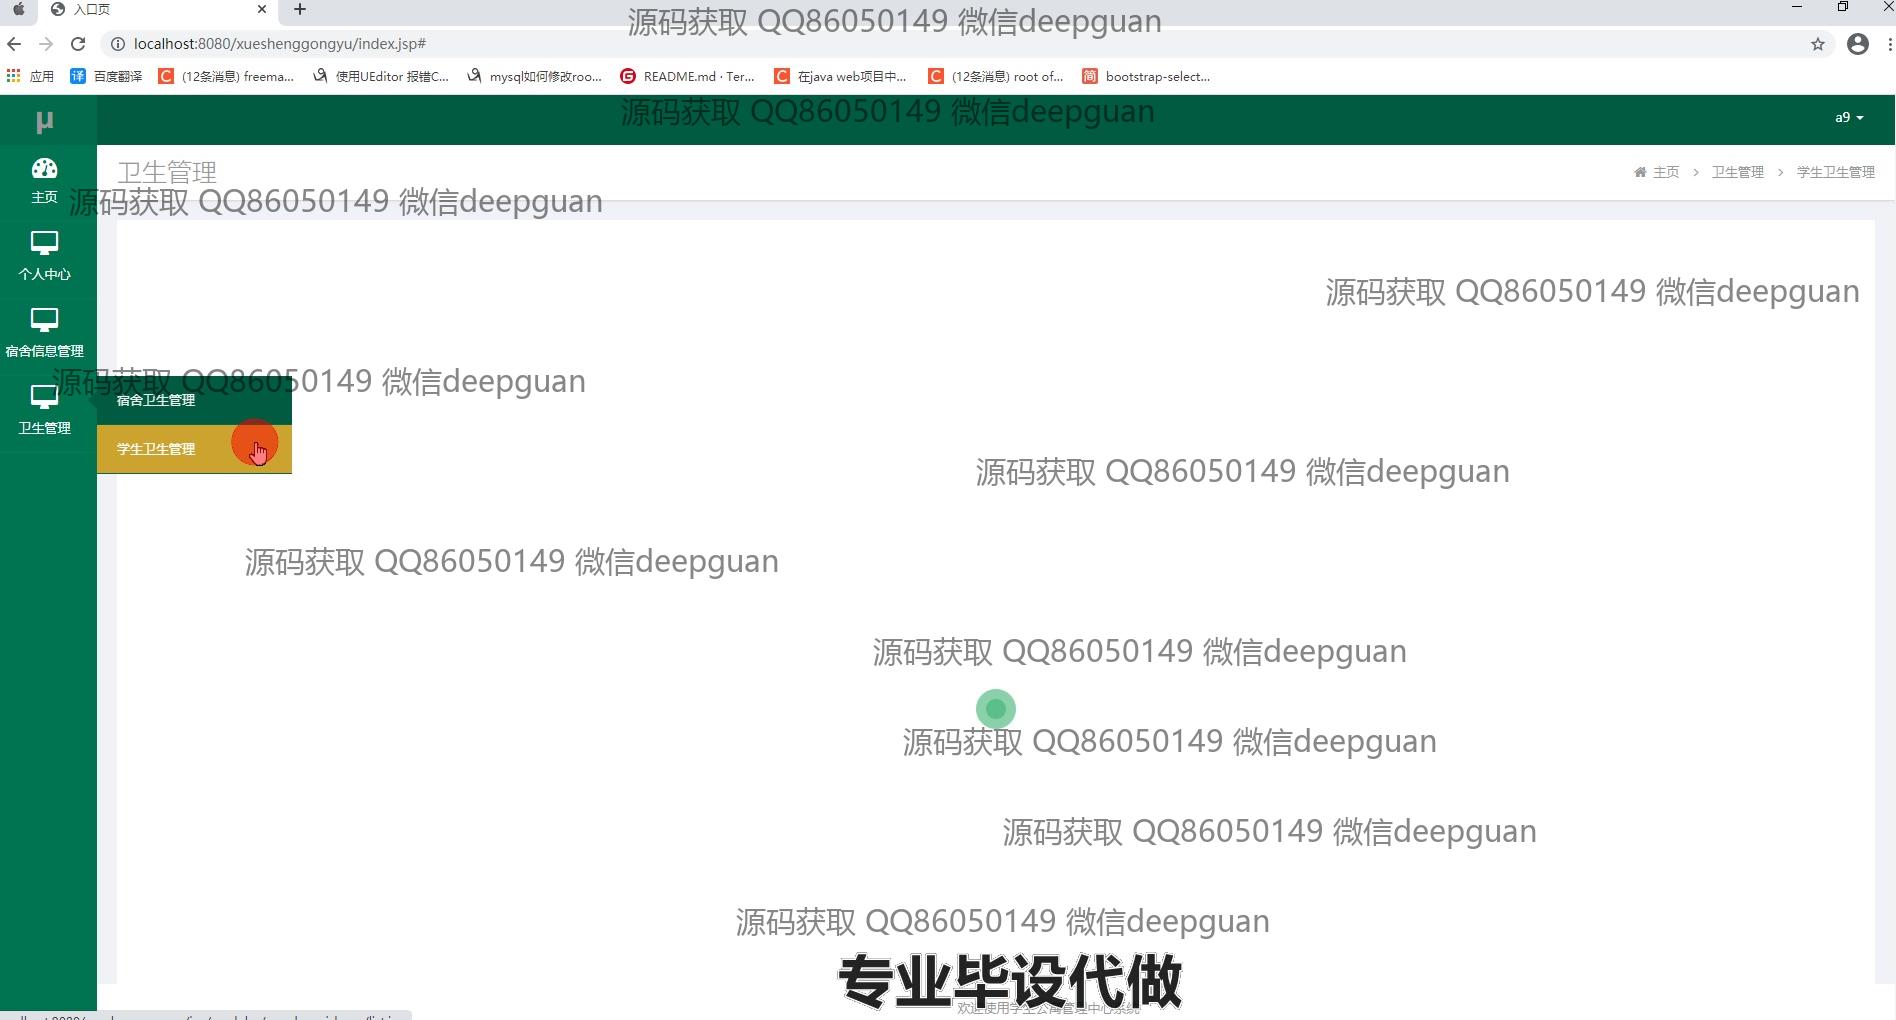 入口页
源码获取 QQ86050149 微信deepguan
localhost:8080/xueshenggongyu/index.jsp#
应用
百度翻译
(12条消息) freema...
使用UEditor 报错C...
mysql如何修改roo...
README.md · Ter...
在java web项目中...
(12条消息) root of...
bootstrap-select...
μ
源码获取 QQ86050149 微信deepguan
a9
卫生管理
主页 > 卫生管理 > 学生卫生管理
主页
源码获取 QQ86050149 微信deepguan
个人中心
源码获取 QQ86050149 微信deepguan
宿舍信息管理
源码获取 QQ86050149 微信deepguan
宿舍卫生管理
卫生管理
学生卫生管理
源码获取 QQ86050149 微信deepguan
源码获取 QQ86050149 微信deepguan
源码获取 QQ86050149 微信deepguan
源码获取 QQ86050149 微信deepguan
源码获取 QQ86050149 微信deepguan
源码获取 QQ86050149 微信deepguan
专业毕设代做
欢迎使用学生公寓管理中心系统